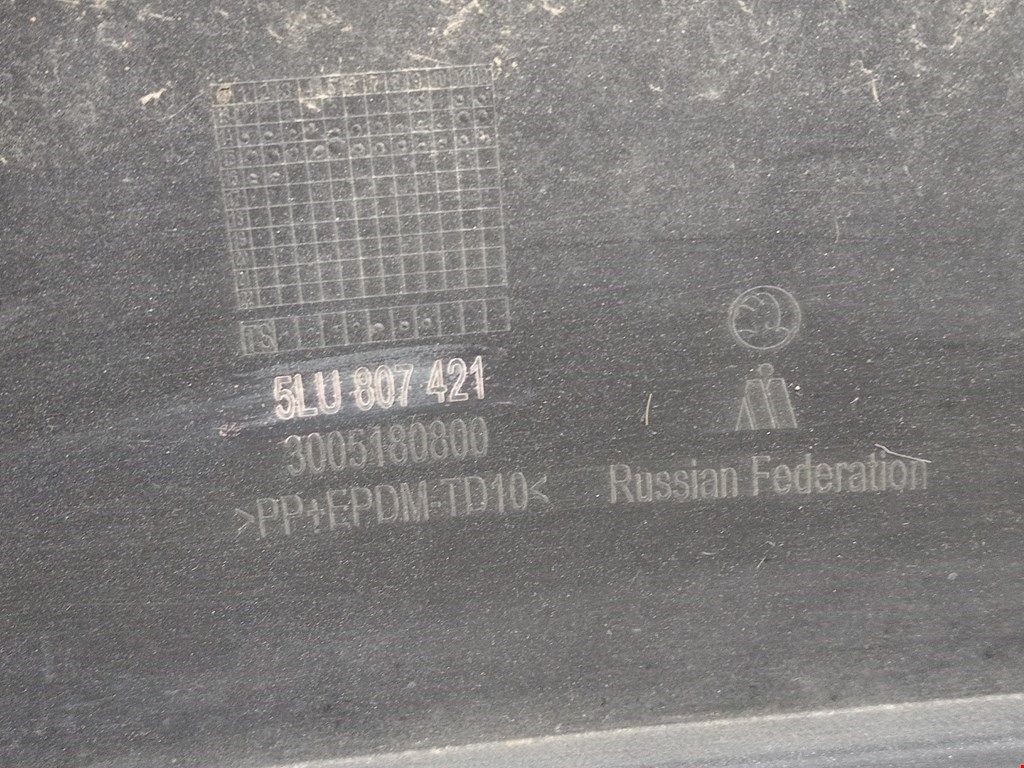 5LU 807 421
3005180800
>PP+EPDM-TD10<
Russian Federation